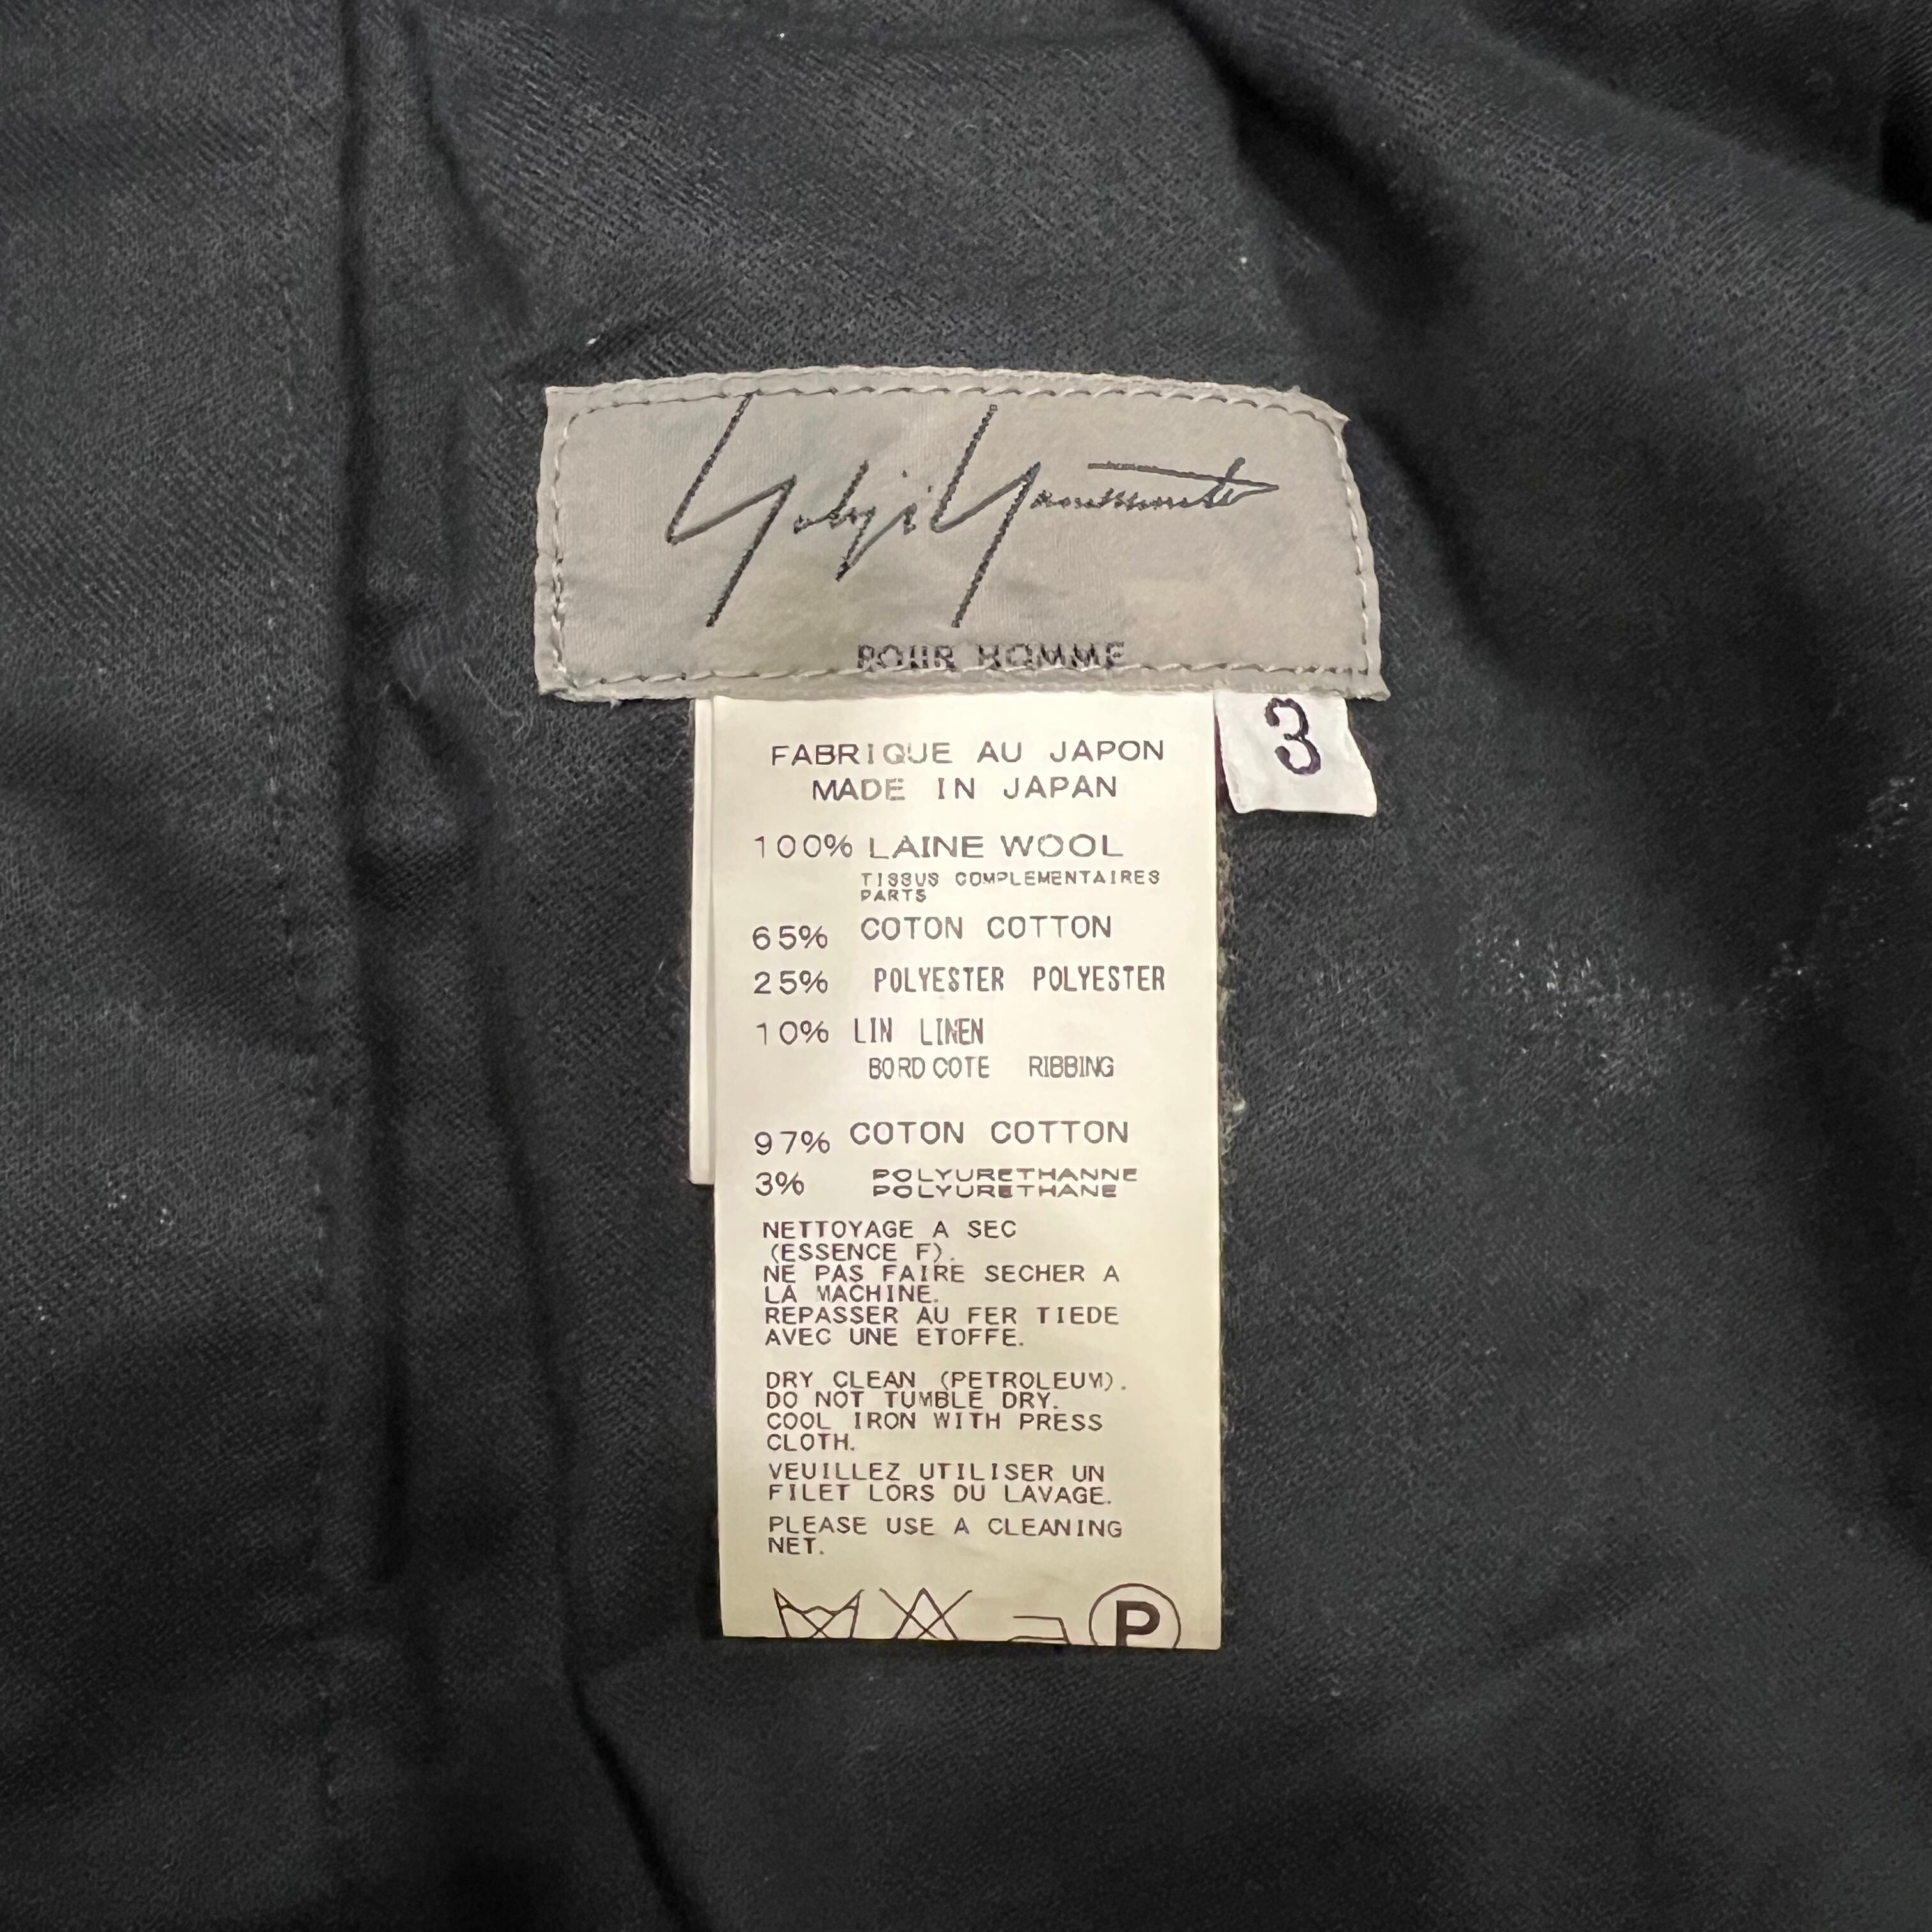 Yohji Yamamoto
POUR HOMME
3
FABRIQUE AU JAPON
MADE IN JAPAN
100% LAINE WOOL
TISSUS COMPLEMENTAIRES
PARTS
65% COTON COTTON
25% POLYESTER POLYESTER
10% LIN LINEN
BORD COTE RIBBING
97% COTON COTTON
3% POLYURETHANNE
POLYURETHANE
NETTOYAGE A SEC
(ESSENCE F).
NE PAS FAIRE SECHER A
LA MACHINE.
REPASSER AU FER TIEDE
AVEC UNE ETOFFE.
DRY CLEAN (PETROLEUM).
DO NOT TUMBLE DRY.
COOL IRON WITH PRESS
CLOTH.
VEUILLEZ UTILISER UN
FILET LORS DU LAVAGE.
PLEASE USE A CLEANING
NET.
P